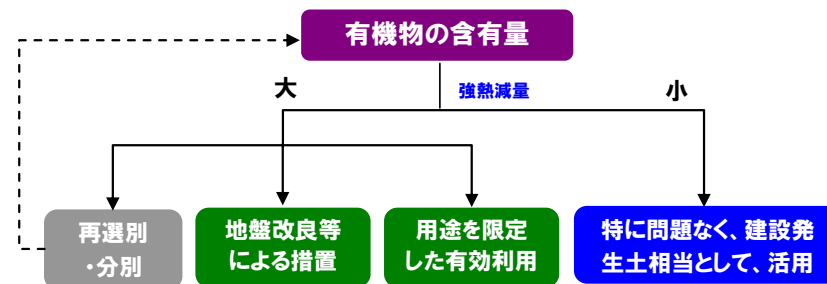 有機物の含有量
大
強熱減量
小
再選別
・分別
地盤改良等
による措置
用途を限定
した有効利用
特に問題なく、建設発
生土相当として、活用